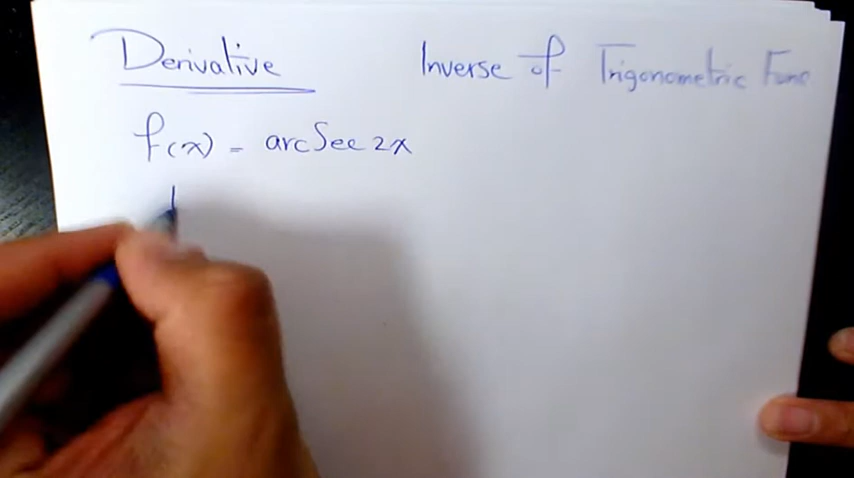 Derivative Inverse of Trigonometric Func
f(x) = arcSec 2x